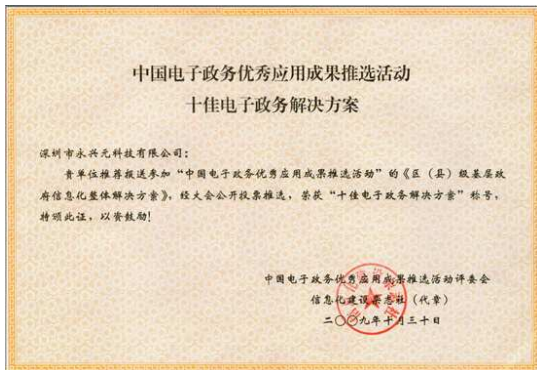 中国电子政务优秀应用成果推选活动
十佳电子政务解决方案
深圳市永兴元科技有限公司：
贵单位推荐报送参加“中国电子政务优秀应用成果推选活动”的《区（县）级基层政
府信息化整体解决方案》，经大会公开投票推选，荣获“十佳电子政务解决方案”称号，
特颁此证，以资鼓励！
中国电子政务优秀应用成果推选活动评委会
信息化建设杂志社（代章）
二〇〇九年十月三十日